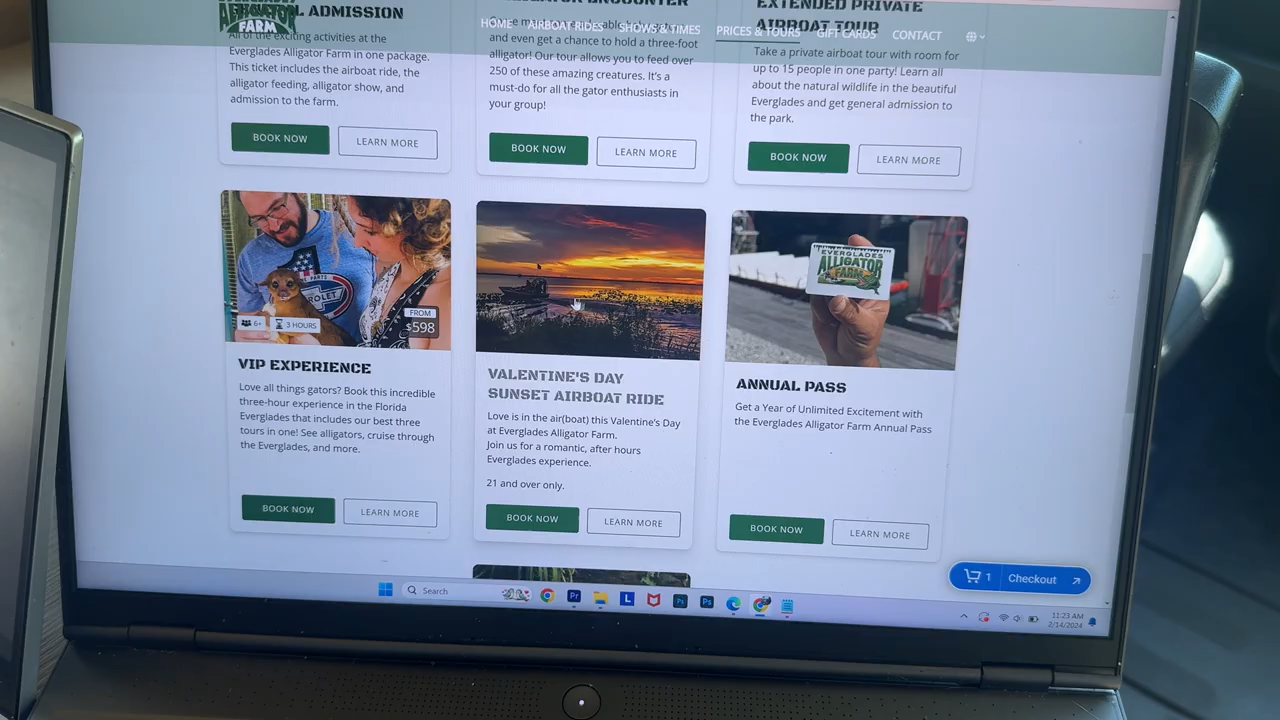 ALLIGATOR
FARM
L ADMISSION
All of the exciting activities at the
Everglades Alligator Farm in one package.
This ticket includes the airboat ride, the
alligator feeding, alligator show, and
admission to the farm.
BOOK NOW
LEARN MORE
HOME
AIRBOAT RIDES
SHOWS & TIMES
PRICES & TOURS
GIFT CARDS
CONTACT
and even get a chance to hold a three-foot
alligator! Our tour allows you to feed over
250 of these amazing creatures. It's a
must-do for all the gator enthusiasts in
your group!
BOOK NOW
LEARN MORE
EXTENDED PRIVATE
AIRBOAT TOUR
Take a private airboat tour with room for
up to 15 people in one party! Learn all
about the natural wildlife in the beautiful
Everglades and get general admission to
the park.
BOOK NOW
LEARN MORE
6+
3 HOURS
FROM
$598
VIP EXPERIENCE
Love all things gators? Book this incredible
three-hour experience in the Florida
Everglades that includes our best three
tours in one! See alligators, cruise through
the Everglades, and more.
BOOK NOW
LEARN MORE
VALENTINE'S DAY
SUNSET AIRBOAT RIDE
Love is in the air(boat) this Valentine's Day
at Everglades Alligator Farm.
Join us for a romantic, after hours
Everglades experience.
21 and over only.
BOOK NOW
LEARN MORE
EVERGLADES
ALLIGATOR
FARM
ANNUAL PASS
Get a Year of Unlimited Excitement with
the Everglades Alligator Farm Annual Pass
BOOK NOW
LEARN MORE
1
Checkout
Search
Pr
L
Ps
Ps
11:23 AM
2/14/2024